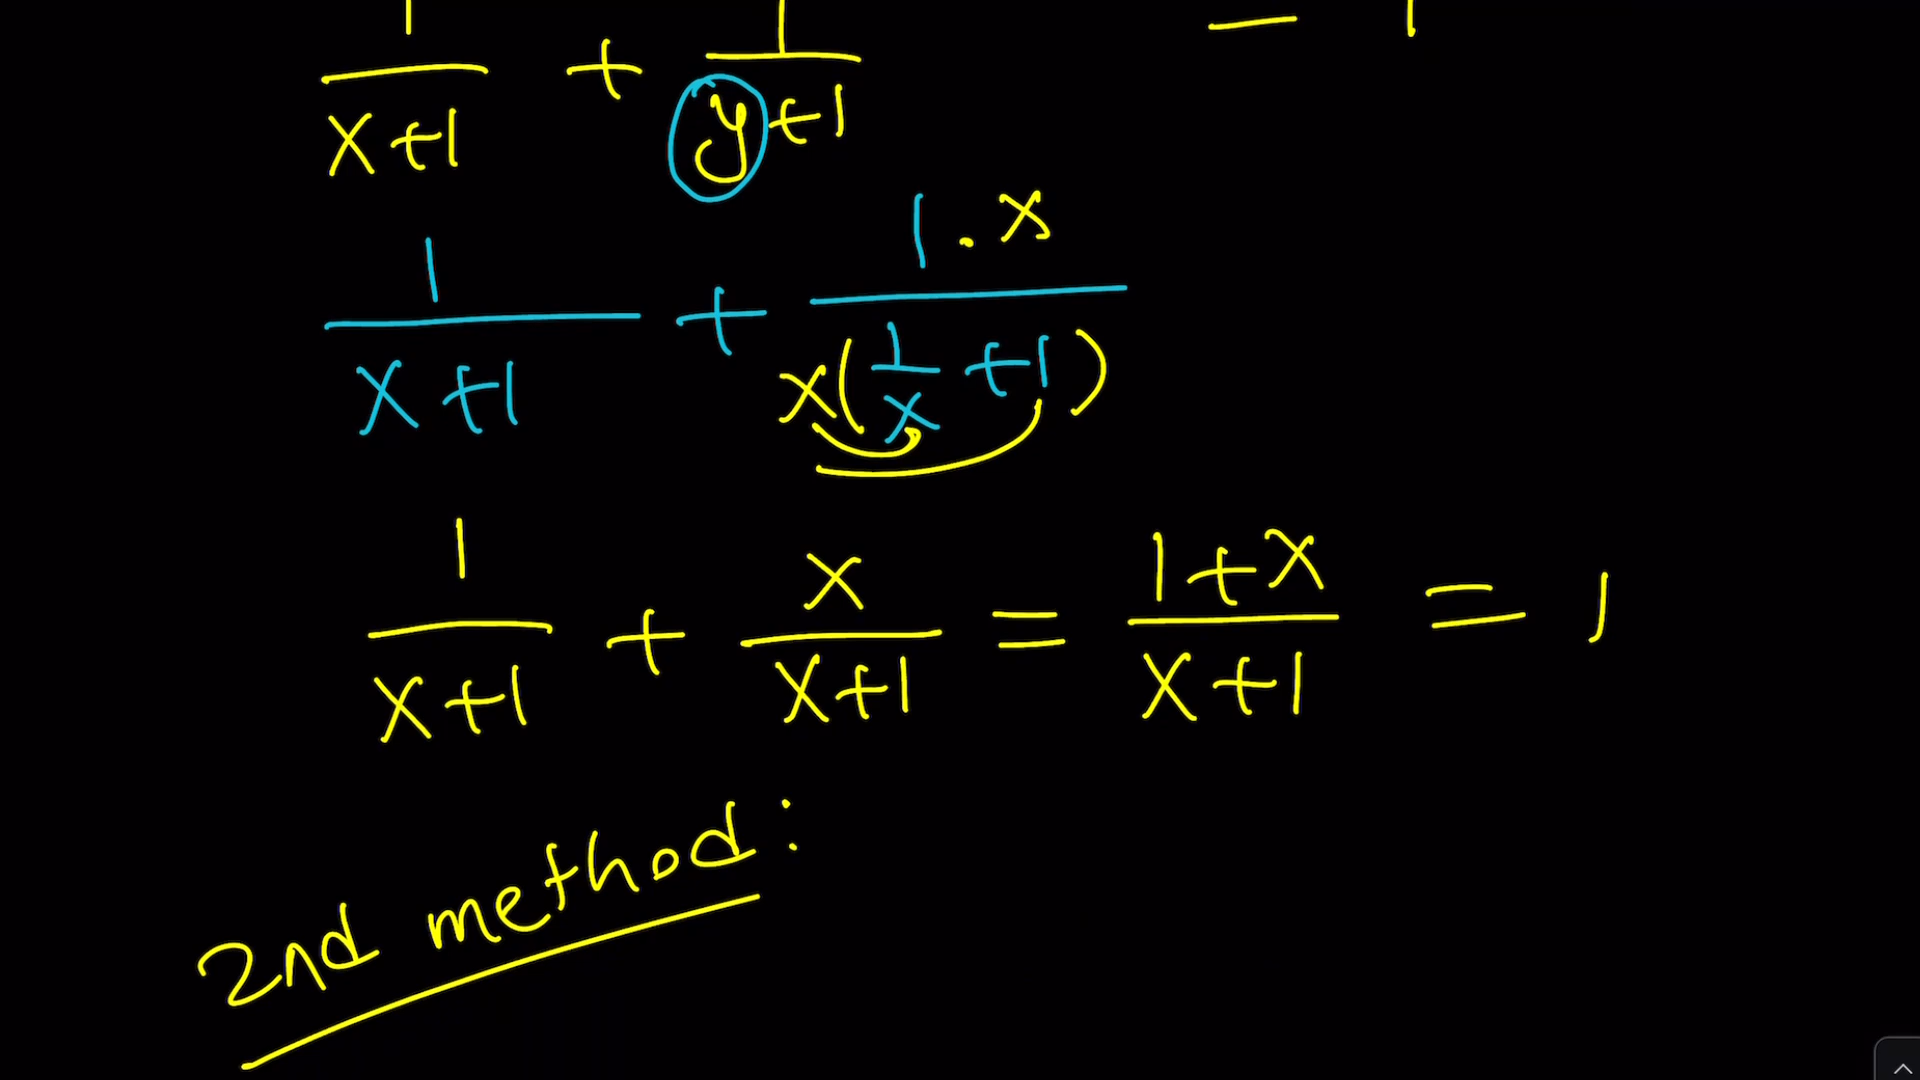 1/(x+1) + 1/(y+1) = 1
1/(x+1) + 1·x/x(1/x +1)
1/(x+1) + x/(x+1) = (1+x)/(x+1) = 1
2nd method: